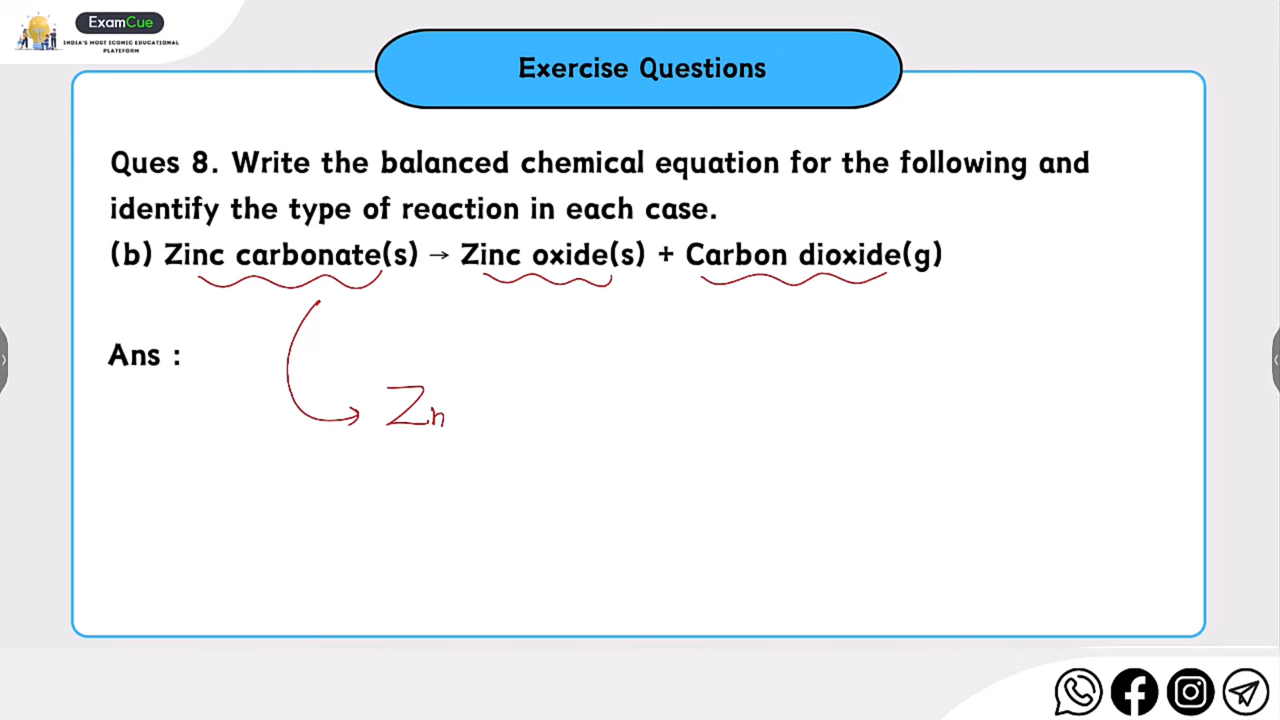 ExamCue
INDIA'S MOST ICONIC EDUCATIONAL
PLATEFORM
Exercise Questions
Ques 8. Write the balanced chemical equation for the following and
identify the type of reaction in each case.
(b) Zinc carbonate(s) → Zinc oxide(s) + Carbon dioxide(g)
Ans :
Zn